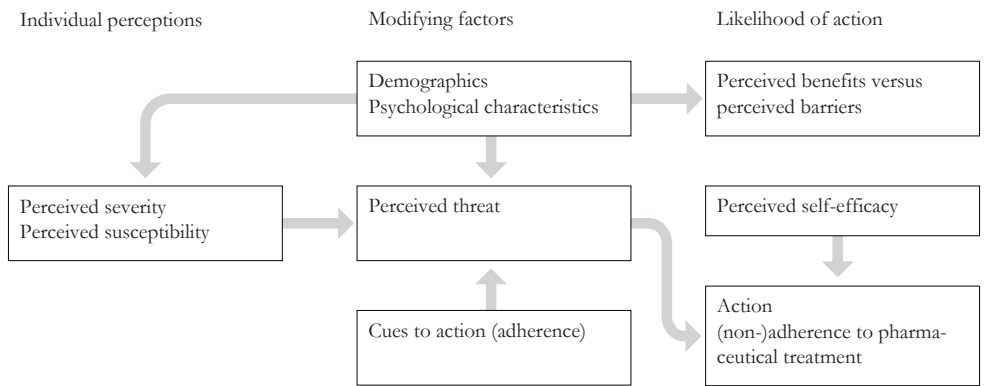 Individual perceptions
Modifying factors
Likelihood of action
Demographics
Psychological characteristics
Perceived benefits versus
perceived barriers
Perceived severity
Perceived susceptibility
Perceived threat
Perceived self-efficacy
Cues to action (adherence)
Action
(non-)adherence to pharma-
ceutical treatment